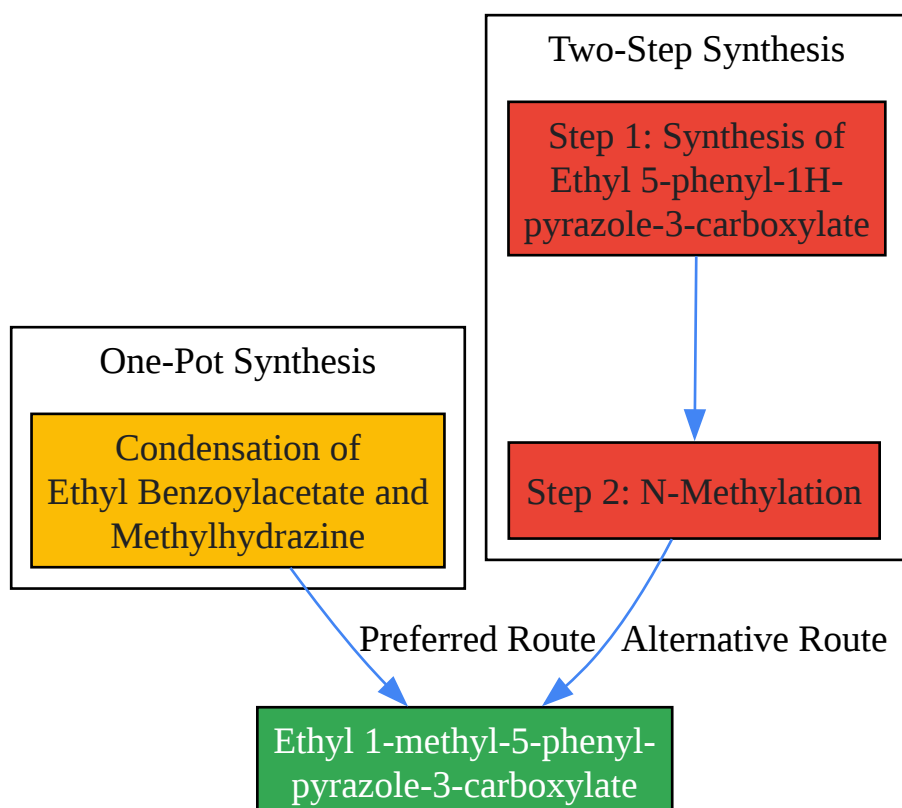 Two-Step Synthesis
Step 1: Synthesis of
Ethyl 5-phenyl-1H-
pyrazole-3-carboxylate
One-Pot Synthesis
Condensation of
Ethyl Benzoylacetate and
Methylhydrazine
Step 2: N-Methylation
Preferred Route
Alternative Route
Ethyl 1-methyl-5-phenyl-
pyrazole-3-carboxylate